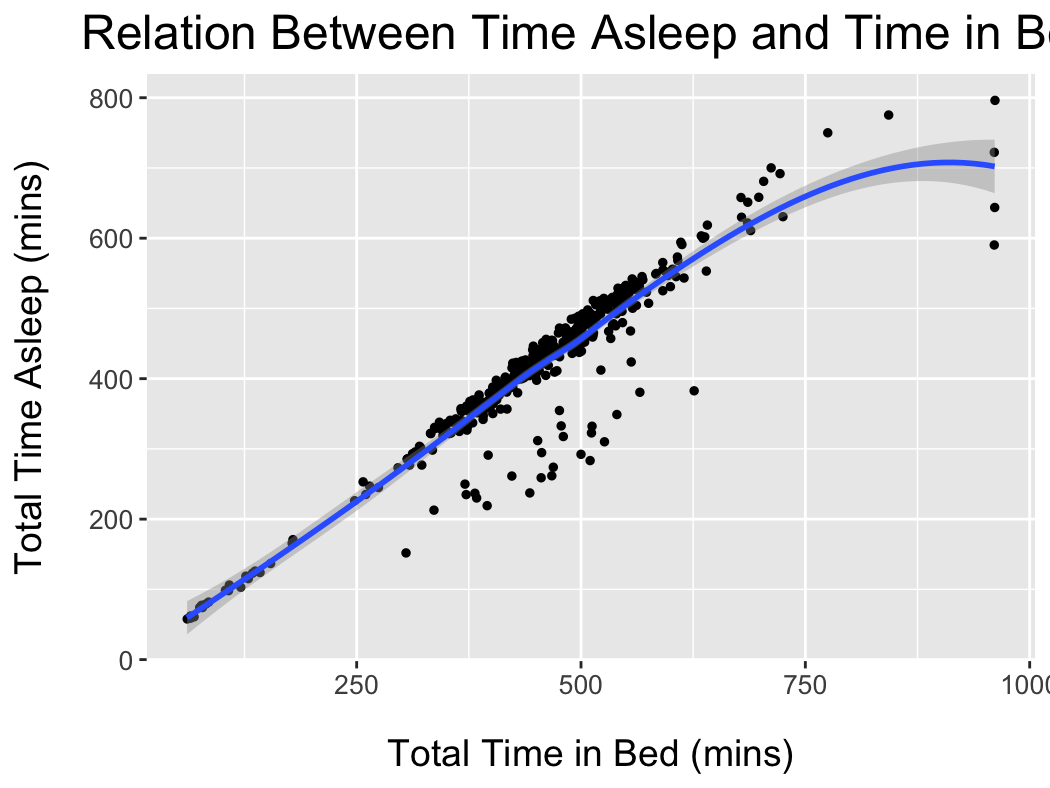 Relation Between Time Asleep and Time in
800
600
400
200
0
250 500 750 1000
Total Time Asleep (mins)
Total Time in Bed (mins)